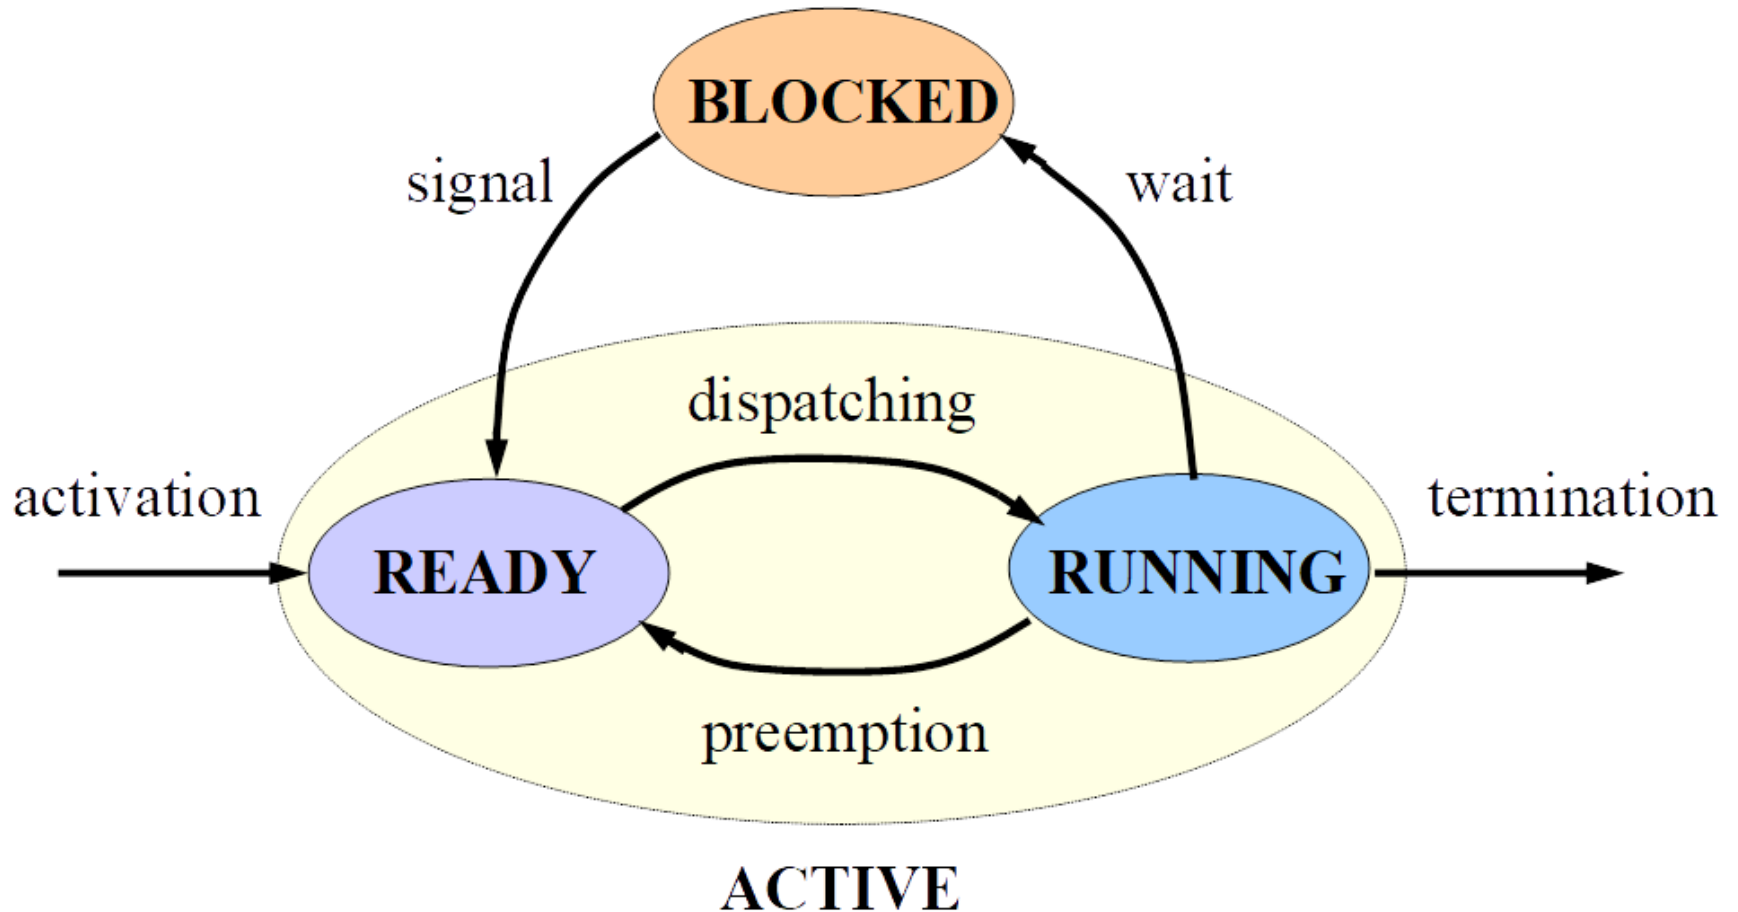 BLOCKED
signal
wait
dispatching
activation
termination
READY
RUNNING
preemption
ACTIVE